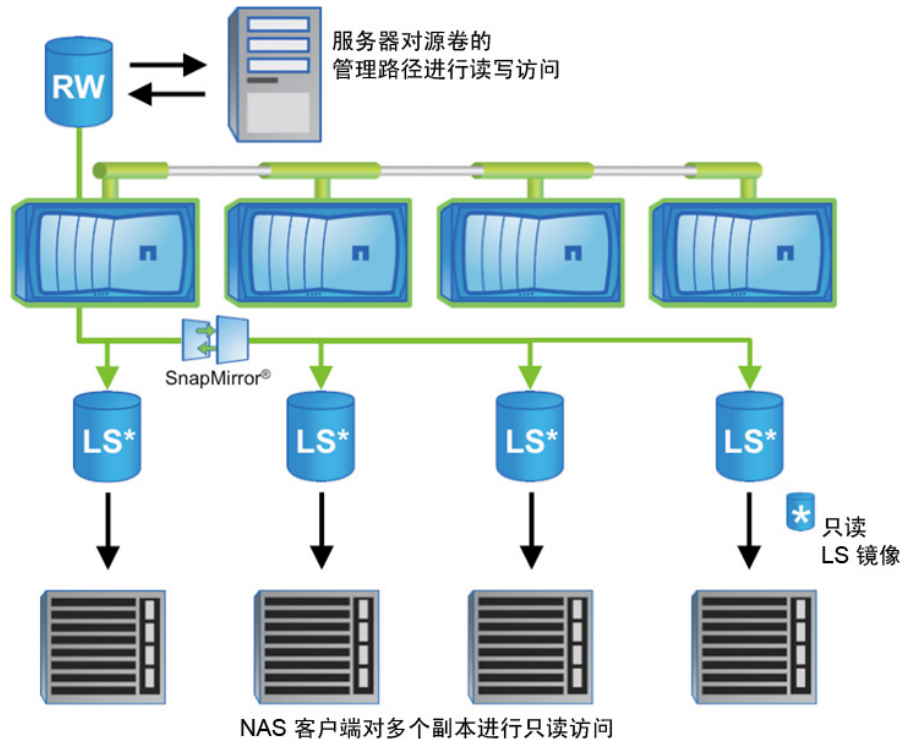 RW
服务器对源卷的
管理路径进行读写访问
SnapMirror®
LS*
LS*
LS*
LS*
*
只读
LS 镜像
NAS 客户端对多个副本进行只读访问